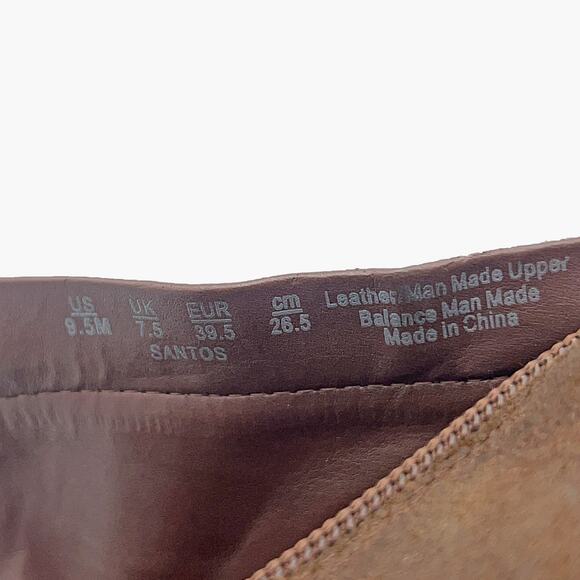 US UK EUR cm Leather/Man Made Upper
9.5M 7.5 39.5 26.5 Balance Man Made
SANTOS Made in China